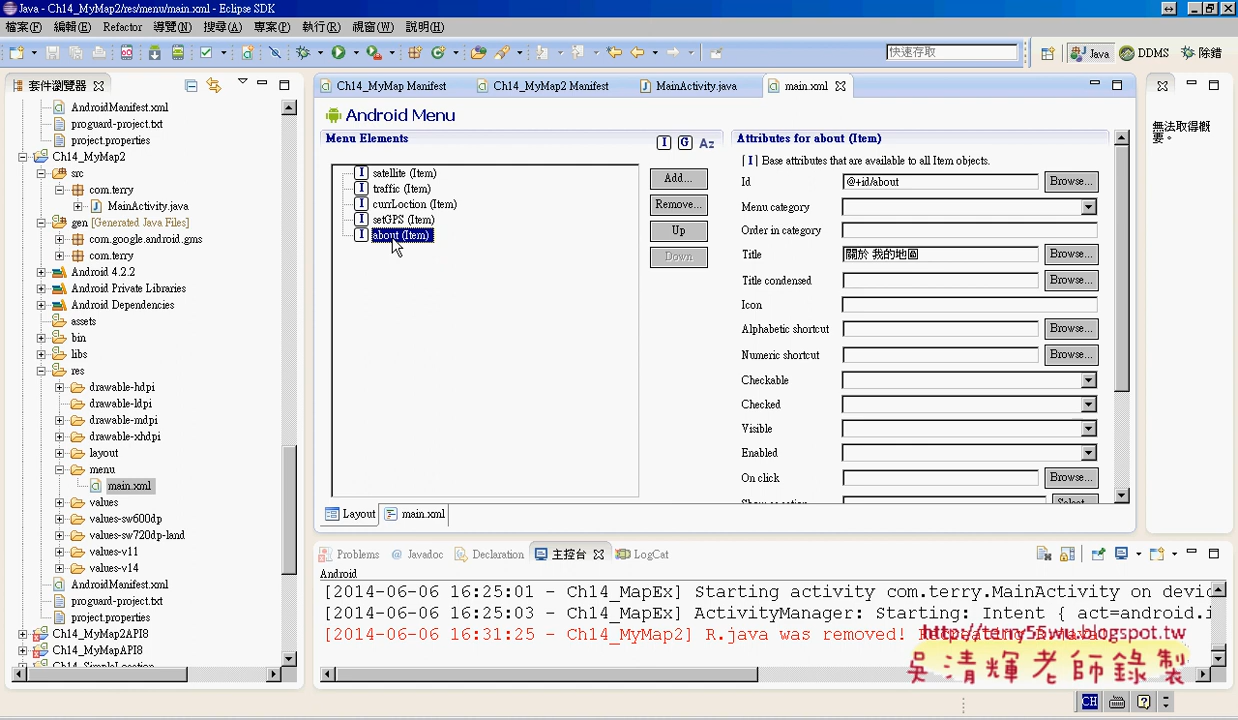 Java - Ch14_MyMap2/res/menu/main.xml - Eclipse SDK
檔案(F) 編輯(E) Refactor 導覽(N) 搜尋(A) 專案(P) 執行(R) 視窗(W) 說明(H)
快速存取
Java
DDMS
除錯
套件瀏覽器
AndroidManifest.xml
proguard-project.txt
project.properties
Ch14_MyMap2
src
com.terry
MainActivity.java
gen [Generated Java Files]
com.google.android.gms
com.terry
Android 4.2.2
Android Private Libraries
Android Dependencies
assets
bin
libs
res
drawable-hdpi
drawable-ldpi
drawable-mdpi
drawable-xhdpi
layout
menu
main.xml
values
values-sw600dp
values-sw720dp-land
values-v11
values-v14
AndroidManifest.xml
proguard-project.txt
project.properties
Ch14_MyMap2API8
Ch14_MyMapAPI8
Ch14_SimpleLocation
Ch14_MyMap Manifest
Ch14_MyMap2 Manifest
MainActivity.java
main.xml
Android Menu
Menu Elements
I G Az
I satellite (Item)
I traffic (Item)
I currLoction (Item)
I setGPS (Item)
I about (Item)
Add...
Remove...
Up
Down
Attributes for about (Item)
[I] Base attributes that are available to all Item objects.
Id @+id/about Browse...
Menu category
Order in category
Title 關於 我的地圖 Browse...
Title condensed Browse...
Icon
Alphabetic shortcut Browse...
Numeric shortcut Browse...
Checkable
Checked
Visible
Enabled
On click Browse...
Show as action Select...
Layout main.xml
無法取得概
要。
Problems @ Javadoc Declaration 主控台 LogCat
Android
[2014-06-06 16:25:01 - Ch14_MapEx] Starting activity com.terry.MainActivity on devic
[2014-06-06 16:25:03 - Ch14_MapEx] ActivityManager: Starting: Intent { act=android.i
[2014-06-06 16:31:25 - Ch14_MyMap2] R.java was removed!
http://terry55wu.blogspot.tw
吳清輝老師錄製
CH